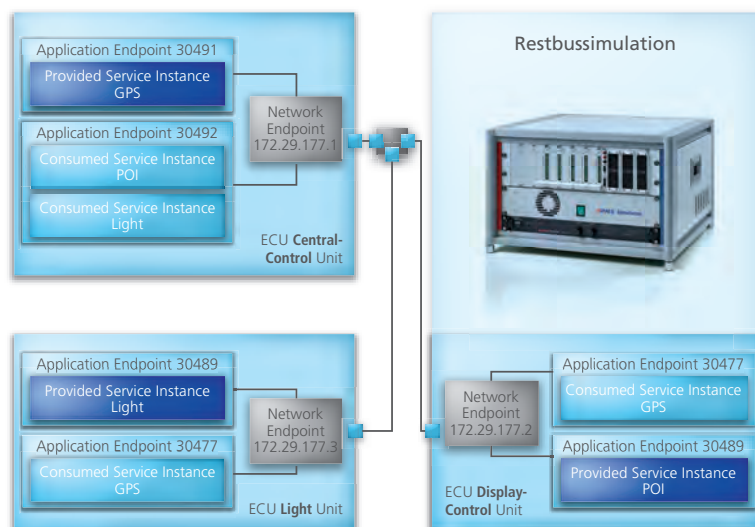 Application Endpoint 30491
Provided Service Instance
GPS
Application Endpoint 30492
Consumed Service Instance
POI
Consumed Service Instance
Light
Network
Endpoint
172.29.177.1
ECU Central-
Control Unit
Restbussimulation
Application Endpoint 30489
Provided Service Instance
Light
Application Endpoint 30477
Consumed Service Instance
GPS
Network
Endpoint
172.29.177.3
ECU Light Unit
Network
Endpoint
172.29.177.2
Application Endpoint 30477
Consumed Service Instance
GPS
Application Endpoint 30489
Provided Service Instance
POI
ECU Display-
Control Unit